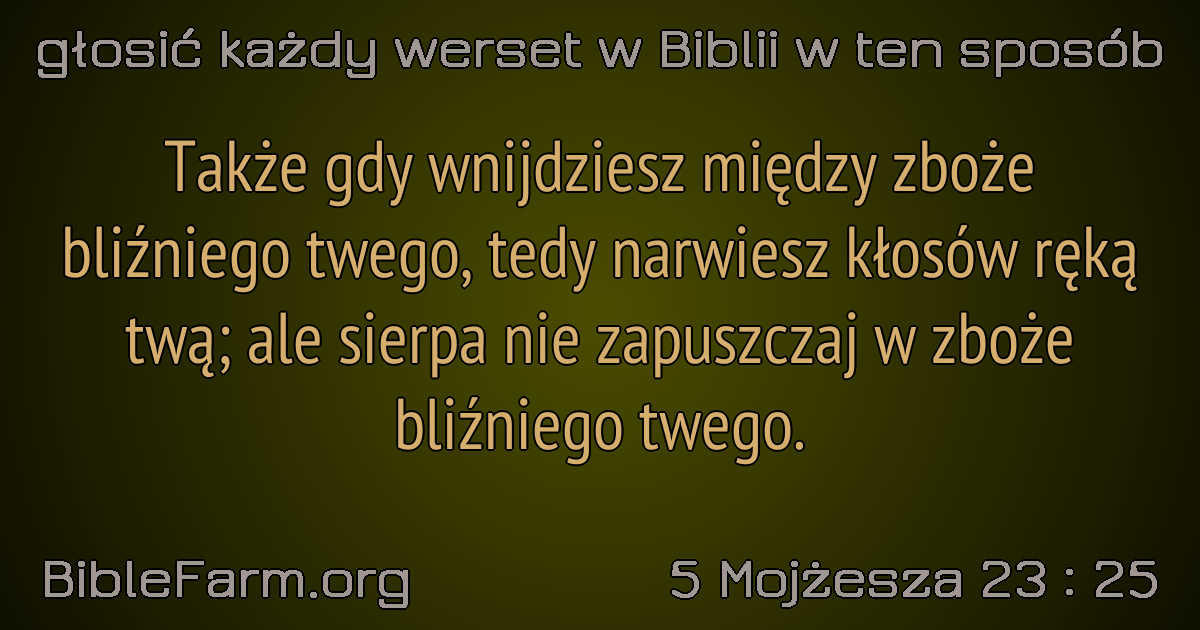 głosić każdy werset w Biblii w ten sposób
Także gdy wnijdziesz między zboże
bliźniego twego, tedy narwiesz kłosów ręką
twą; ale sierpa nie zapuszczaj w zboże
bliźniego twego.
BibleFarm.org
5 Mojżesza 23 : 25